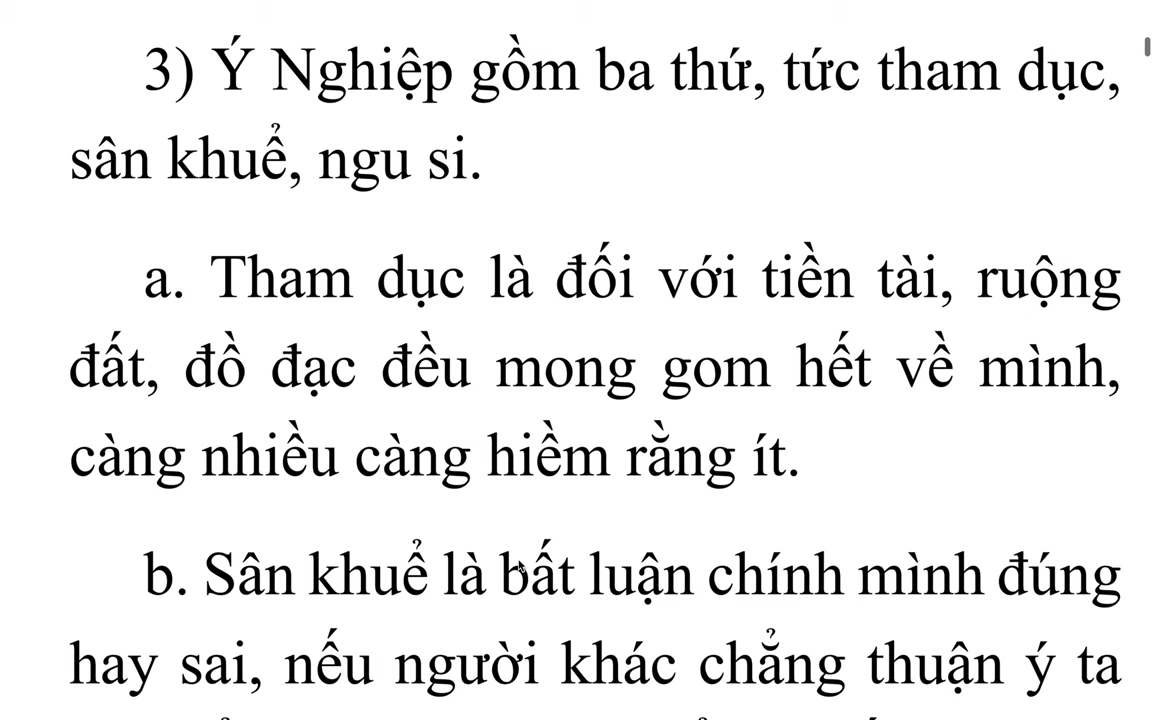 3) Ý Nghiệp gồm ba thứ, tức tham dục,
sân khuể, ngu si.
a. Tham dục là đối với tiền tài, ruộng
đất, đồ đạc đều mong gom hết về mình,
càng nhiều càng hiềm rằng ít.
b. Sân khuể là bất luận chính mình đúng
hay sai, nếu người khác chẳng thuận ý ta